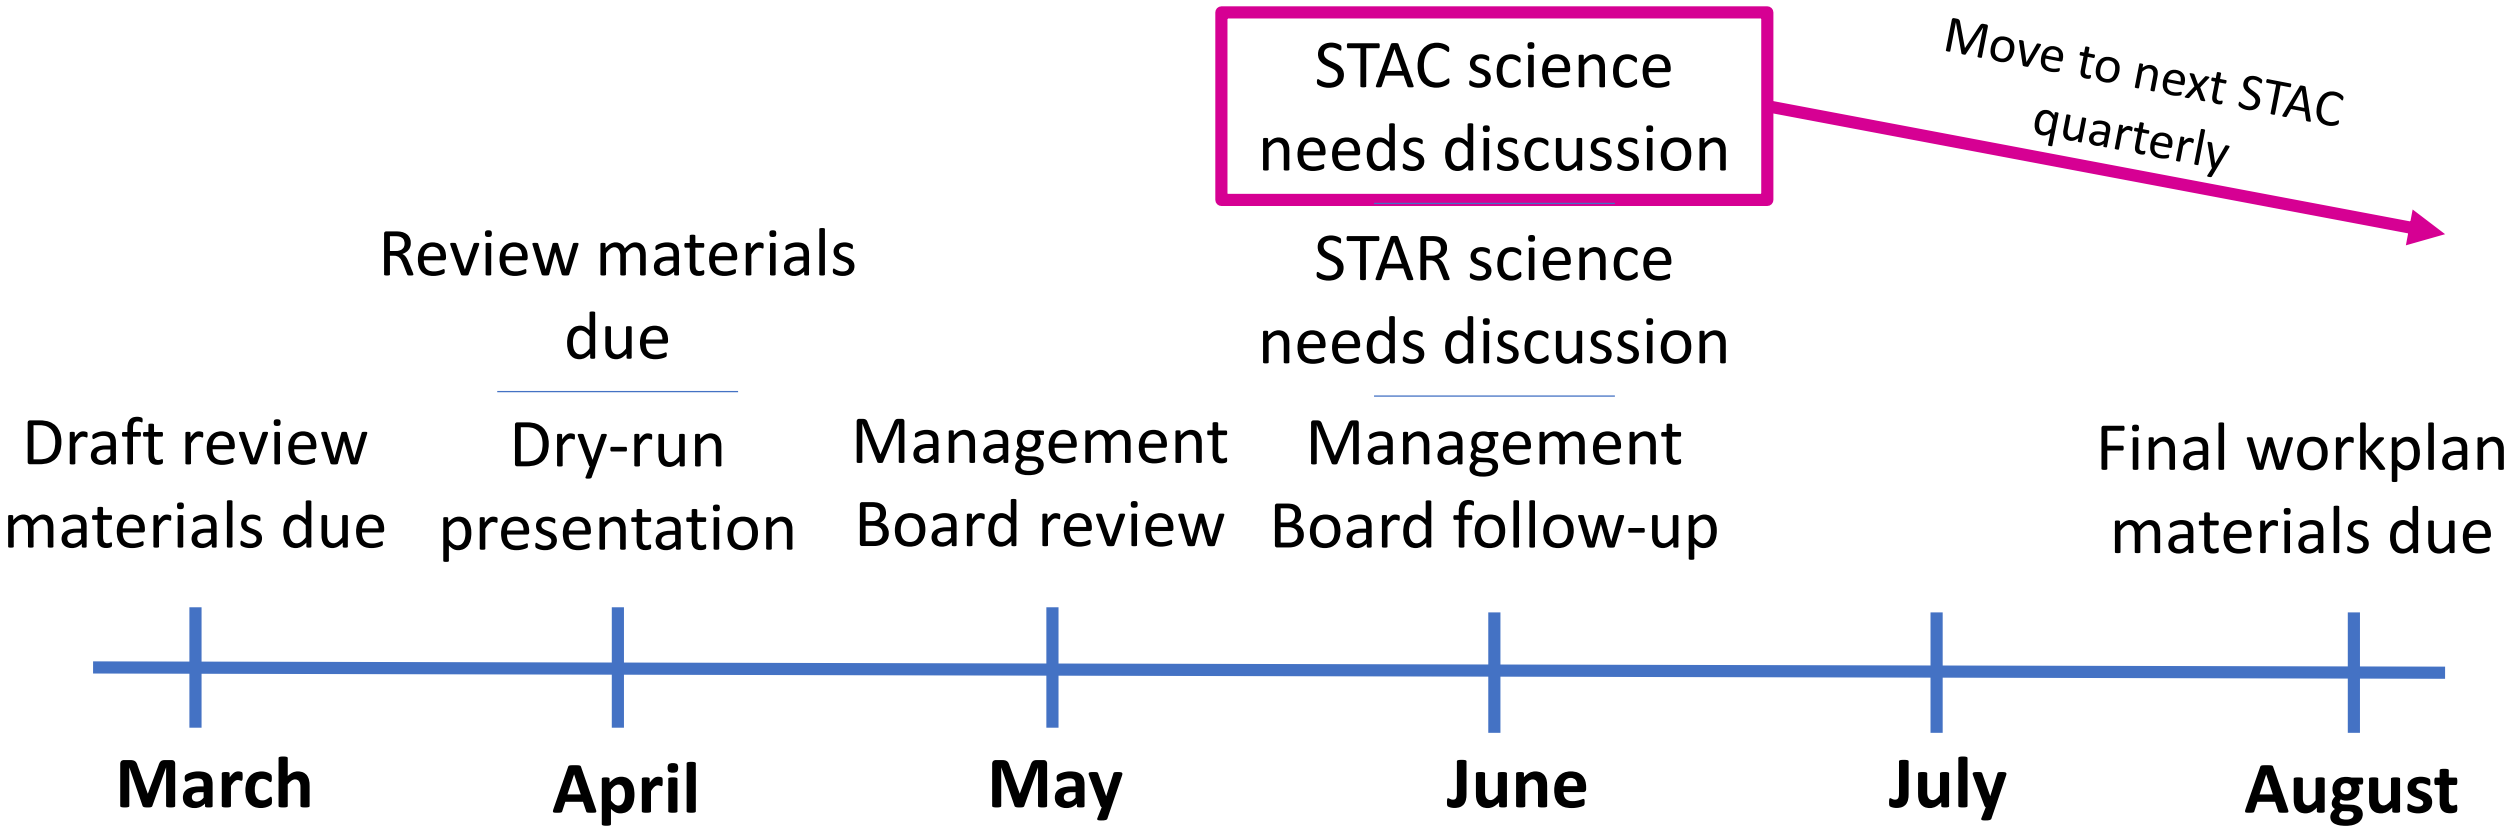 STAC science
needs discussion
Move to next STAC
quarterly
Review materials
due
STAR science
needs discussion
Draft review
materials due
Dry-run
presentation
Management
Board review
Management
Board follow-up
Final workplan
materials due
March
April
May
June
July
August